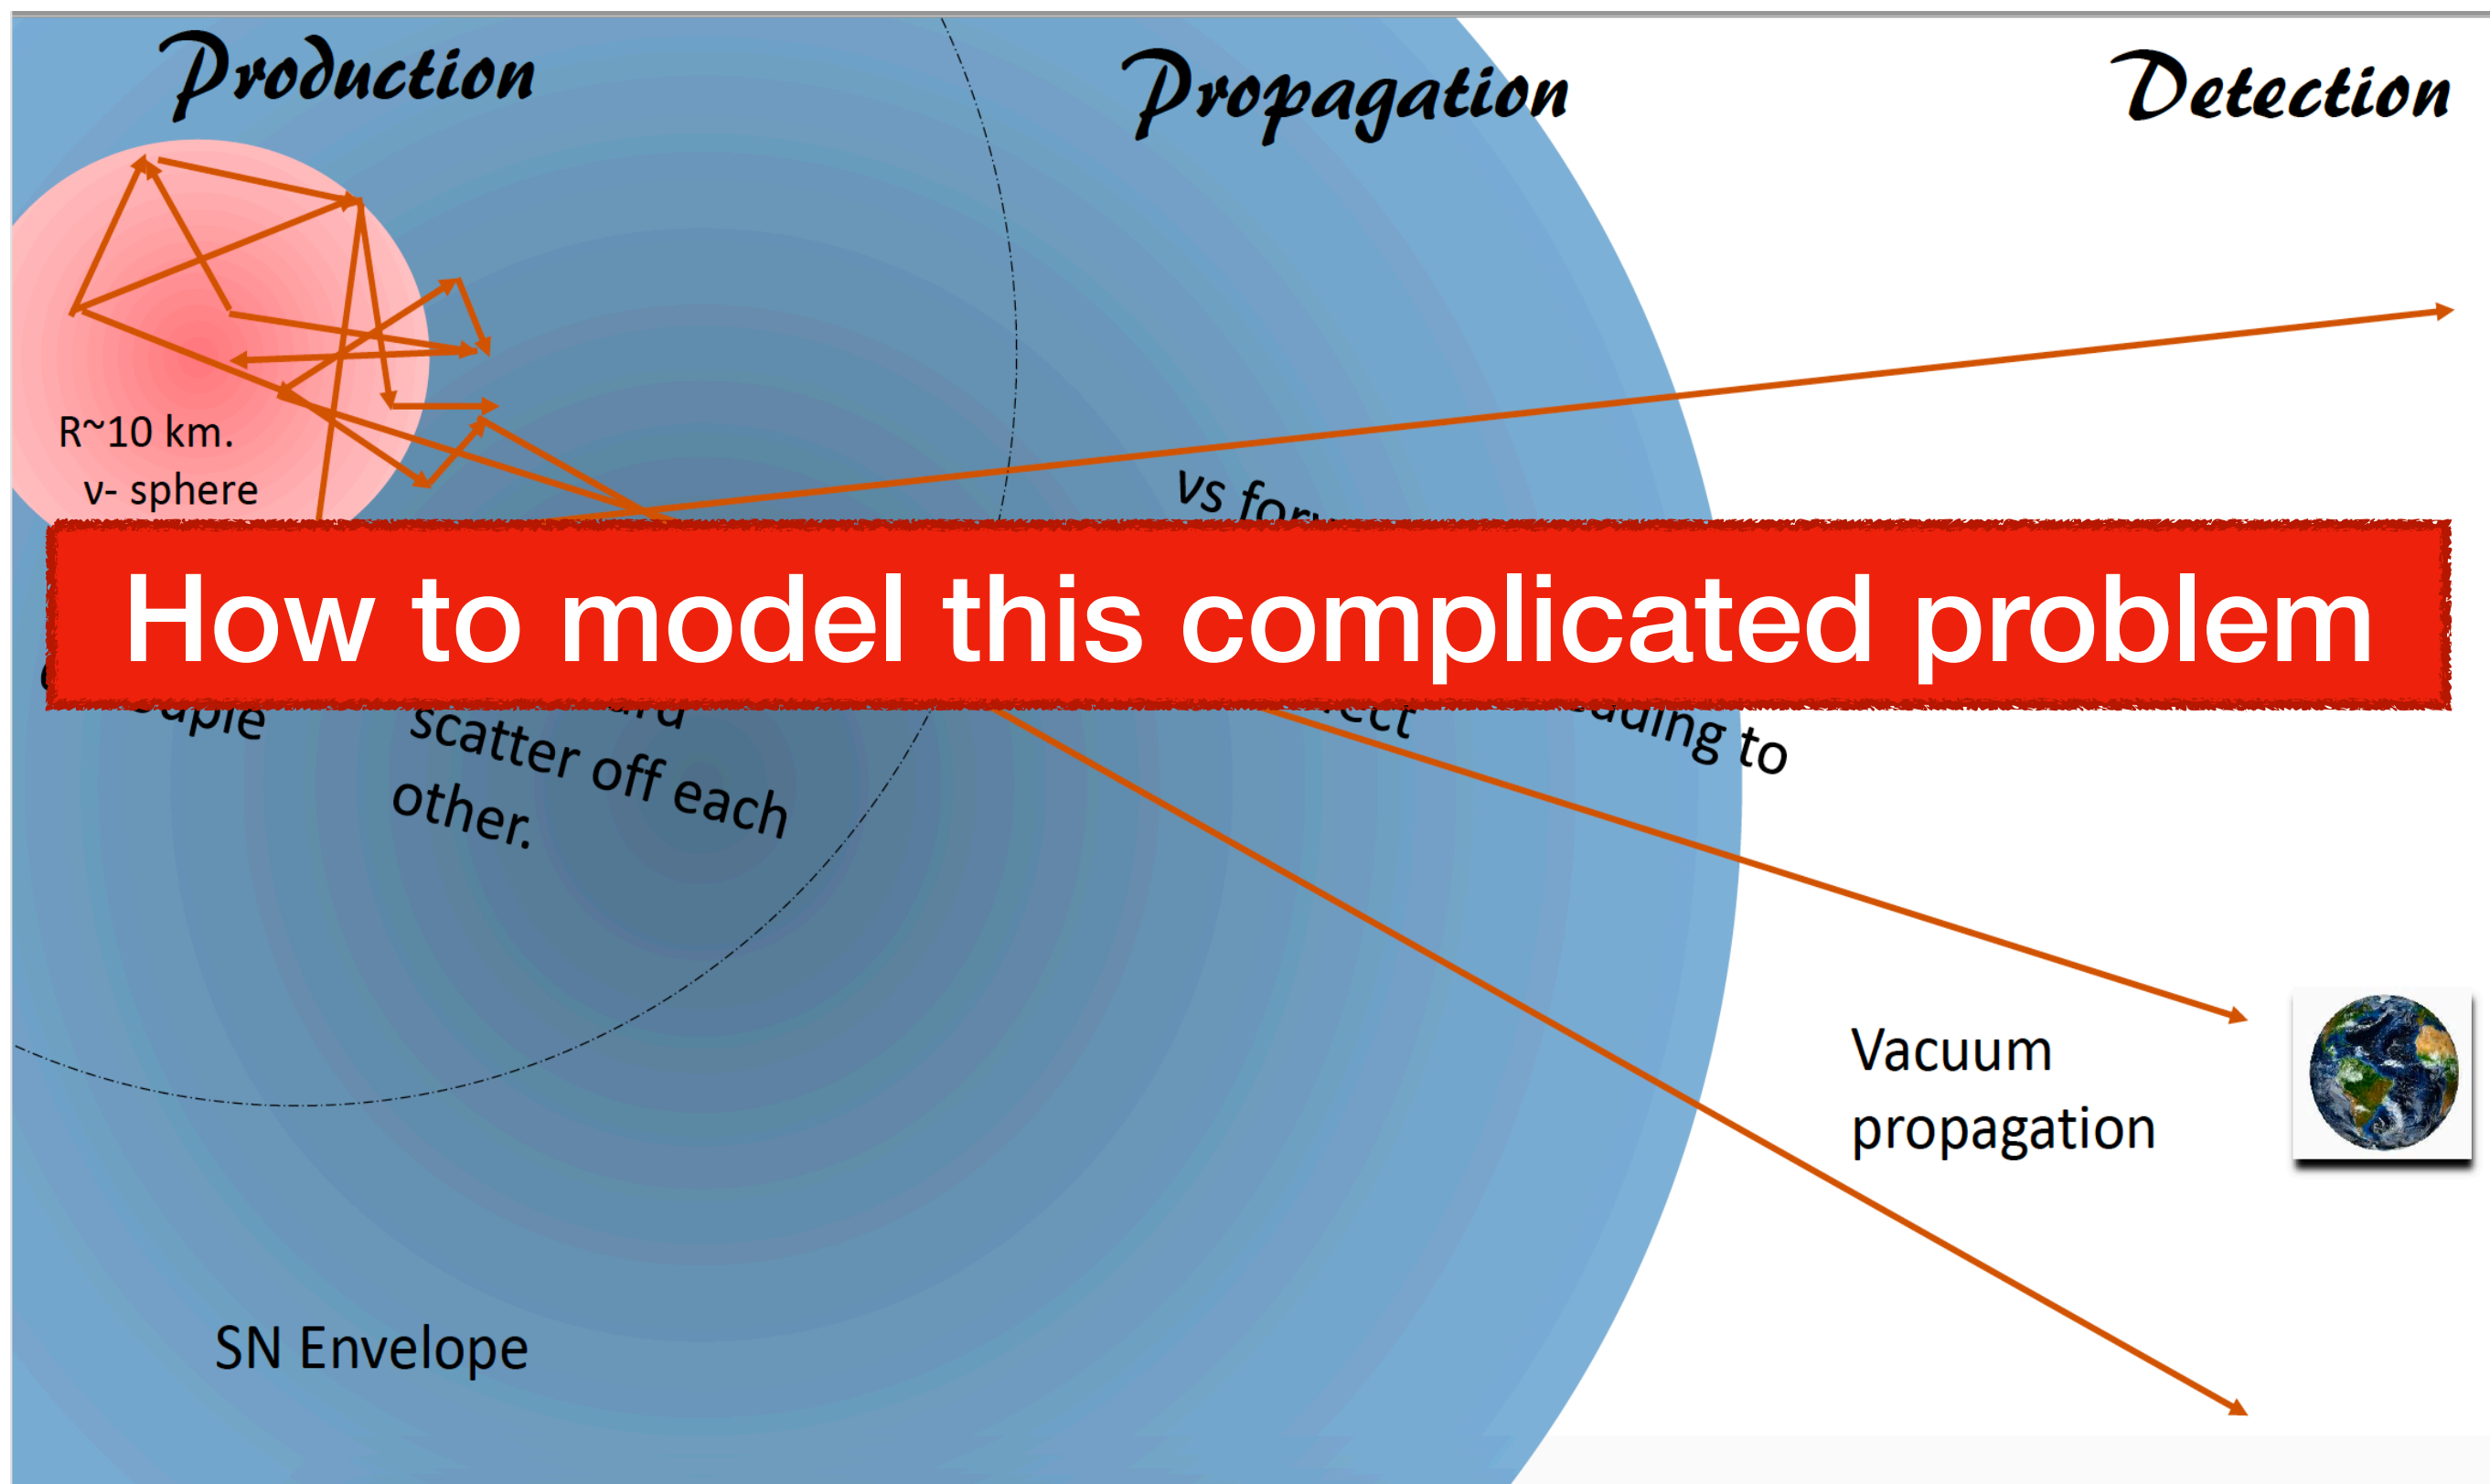 Production
Propagation
Detection
R~10 km.
ν- sphere
νs
How to model this complicated problem
scatter off each
other.
to
Vacuum
propagation
SN Envelope